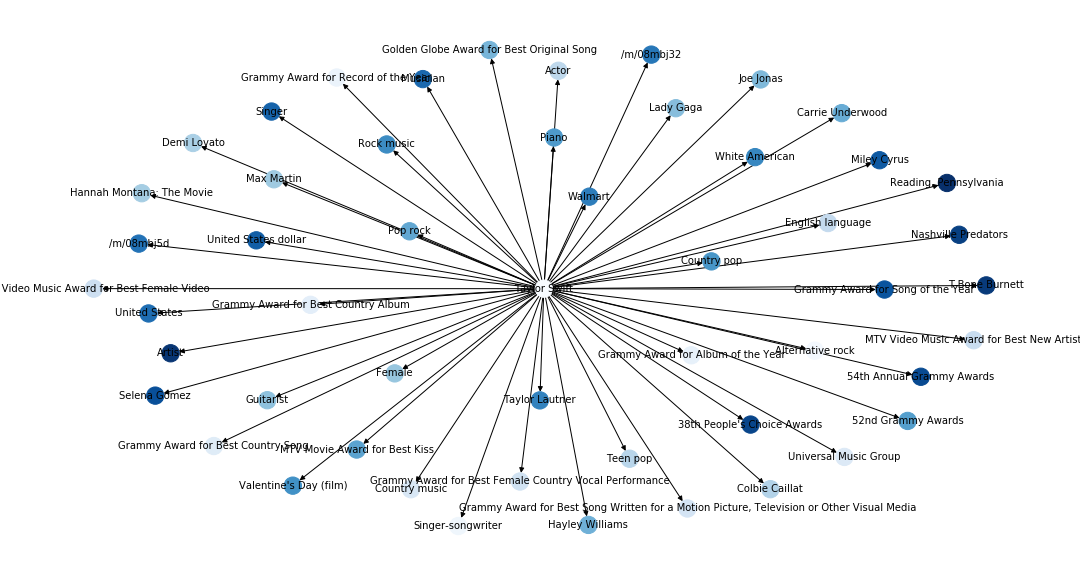 Golden Globe Award for Best Original Song
/m/08mbj32
Actor
Grammy Award for Record of the Year
Musician
Joe Jonas
Lady Gaga
Singer
Carrie Underwood
Piano
Demi Lovato
Rock music
White American
Miley Cyrus
Max Martin
Reading, Pennsylvania
Hannah Montana: The Movie
Walmart
English language
Pop rock
Nashville Predators
United States dollar
/m/08mbj5d
Country pop
T Bone Burnett
Video Music Award for Best Female Video
Taylor Swift
Grammy Award for Song of the Year
Grammy Award for Best Country Album
United States
MTV Video Music Award for Best New Artist
Artist
Grammy Award for Album of the Year
Alternative rock
Female
54th Annual Grammy Awards
Selena Gomez
Guitarist
Taylor Lautner
52nd Grammy Awards
38th People's Choice Awards
Grammy Award for Best Country Song
MTV Movie Award for Best Kiss
Teen pop
Universal Music Group
Grammy Award for Best Female Country Vocal Performance
Valentine's Day (film)
Country music
Colbie Caillat
Grammy Award for Best Song Written for a Motion Picture, Television or Other Visual Media
Singer-songwriter
Hayley Williams